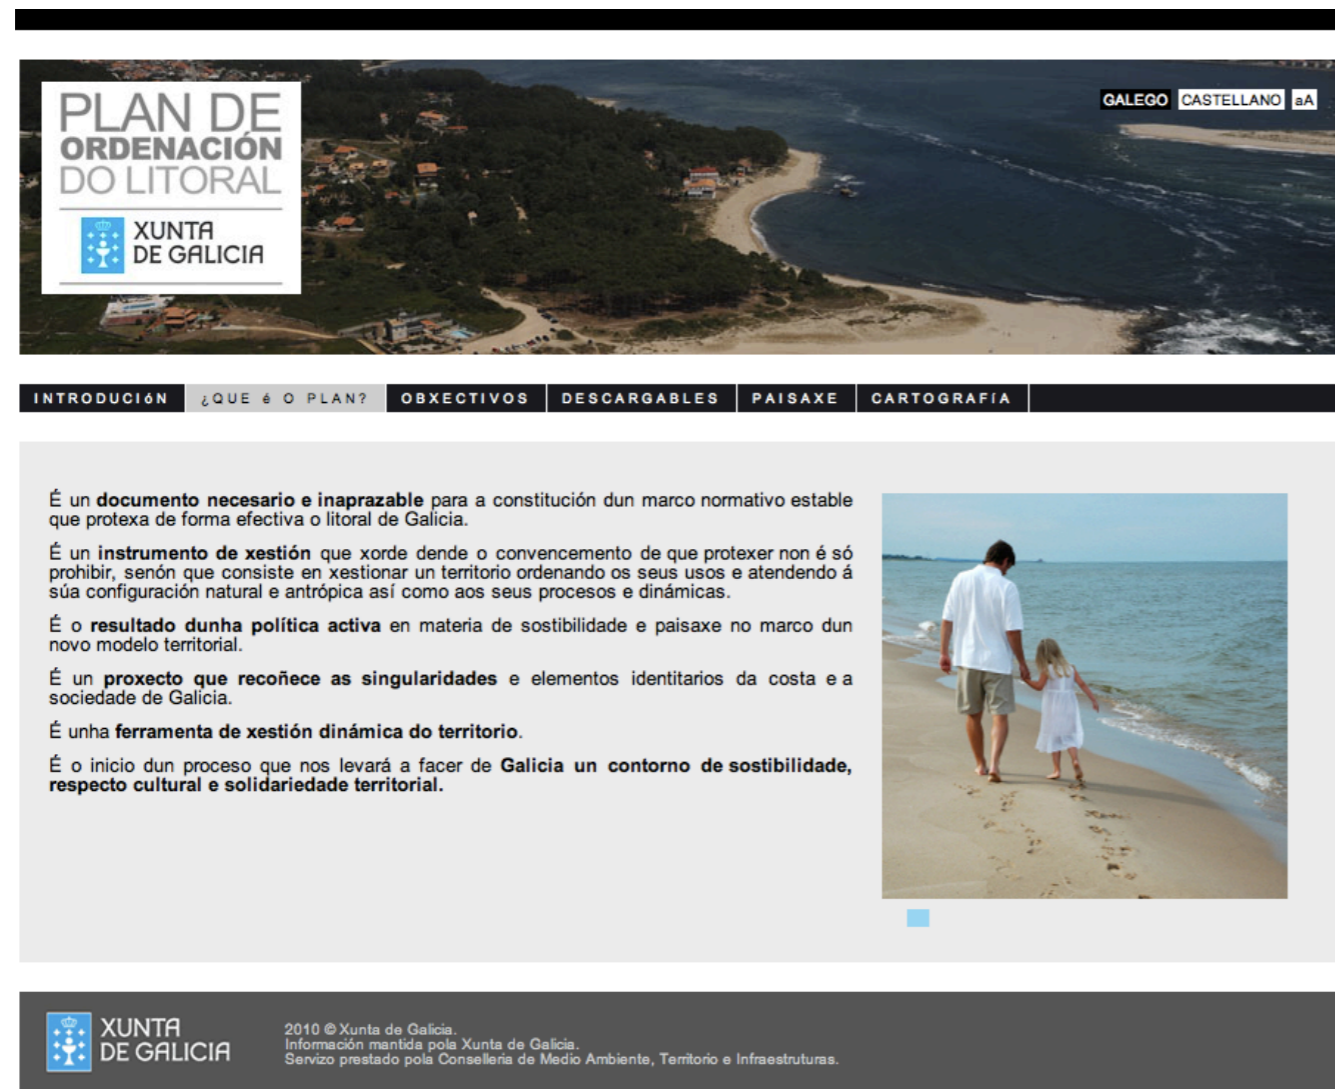 PLAN DE
ORDENACIÓN
DO LITORAL
XUNTA
DE GALICIA
GALEGO CASTELLANO aA
INTRODUCIóN ¿QUE é O PLAN? OBXECTIVOS DESCARGABLES PAISAXE CARTOGRAFíA
É un documento necesario e inaprazable para a constitución dun marco normativo estable
que protexa de forma efectiva o litoral de Galicia.
É un instrumento de xestión que xorde dende o convencemento de que protexer non é só
prohibir, senón que consiste en xestionar un territorio ordenando os seus usos e atendendo á
súa configuración natural e antrópica así como aos seus procesos e dinámicas.
É o resultado dunha política activa en materia de sostibilidade e paisaxe no marco dun
novo modelo territorial.
É un proxecto que recoñece as singularidades e elementos identitarios da costa e a
sociedade de Galicia.
É unha ferramenta de xestión dinámica do territorio.
É o inicio dun proceso que nos levará a facer de Galicia un contorno de sostibilidade,
respecto cultural e solidariedade territorial.
XUNTA
DE GALICIA
2010 © Xunta de Galicia.
Información mantida pola Xunta de Galicia.
Servizo prestado pola Conselleria de Medio Ambiente, Territorio e Infraestruturas.